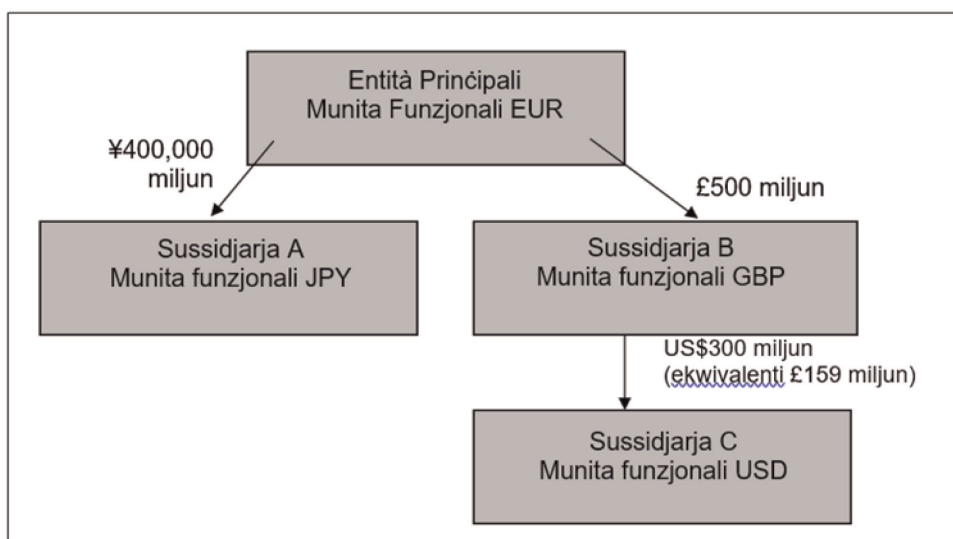 Entità Prinċipali
Munita Funzjonali EUR
¥400,000
miljun
£500 miljun
Sussidjarja A
Munita funzjonali JPY
Sussidjarja B
Munita funzjonali GBP
US$300 miljun
(ekwivalenti £159 miljun)
Sussidjarja C
Munita funzjonali USD